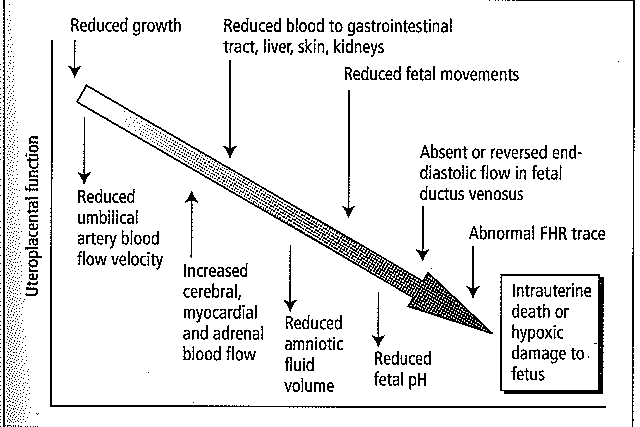 Reduced growth
Reduced blood to gastrointestinal
tract, liver, skin, kidneys
Reduced fetal movements
Absent or reversed end-
diastolic flow in fetal
ductus venosus
Abnormal FHR trace
Uteroplacental function
Reduced
umbilical
artery blood
flow velocity
Increased
cerebral,
myocardial
and adrenal
blood flow
Reduced
amniotic
fluid
volume
Reduced
fetal pH
Intrauterine
death or
hypoxic
damage to
fetus